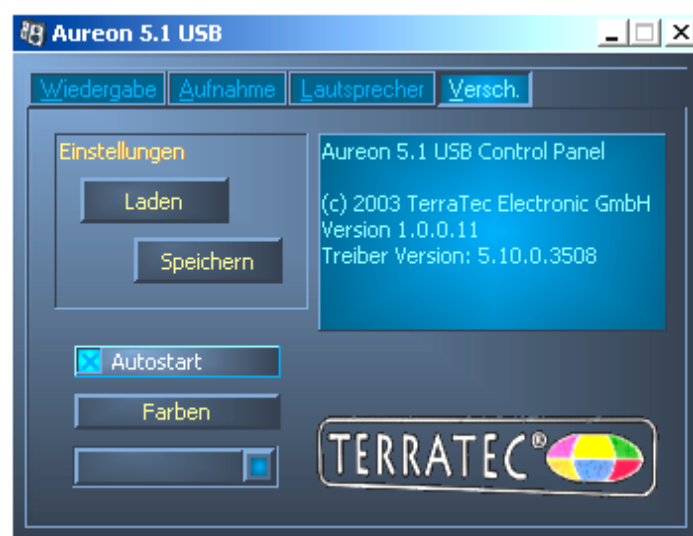 Aureon 5.1 USB
Wiedergabe Aufnahme Lautsprecher Versch.
Einstellungen
Laden
Speichern
Aureon 5.1 USB Control Panel
(c) 2003 TerraTec Electronic GmbH
Version 1.0.0.11
Treiber Version: 5.10.0.3508
Autostart
Farben
TERRATEC®